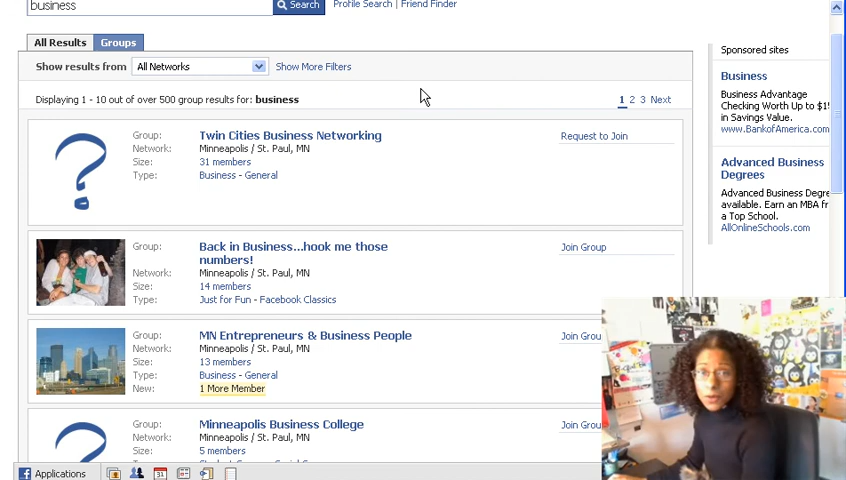 business
Search
Profile Search | Friend Finder
All Results
Groups
Show results from
All Networks
Show More Filters
Displaying 1 - 10 out of over 500 group results for: business
1 2 3 Next
Group: Twin Cities Business Networking
Network: Minneapolis / St. Paul, MN
Size: 31 members
Type: Business - General
Request to Join
Group: Back in Business...hook me those
numbers!
Network: Minneapolis / St. Paul, MN
Size: 14 members
Type: Just for Fun - Facebook Classics
Join Group
Group: MN Entrepreneurs & Business People
Network: Minneapolis / St. Paul, MN
Size: 13 members
Type: Business - General
New: 1 More Member
Join Grou
Group: Minneapolis Business College
Network: Minneapolis / St. Paul, MN
Size: 5 members
Join Grou
Sponsored sites
Business
Business Advantage
Checking Worth Up to $1
in Savings Value.
www.BankofAmerica.com
Advanced Business
Degrees
Advanced Business Degre
available. Earn an MBA fr
a Top School.
AllOnlineSchools.com
Applications